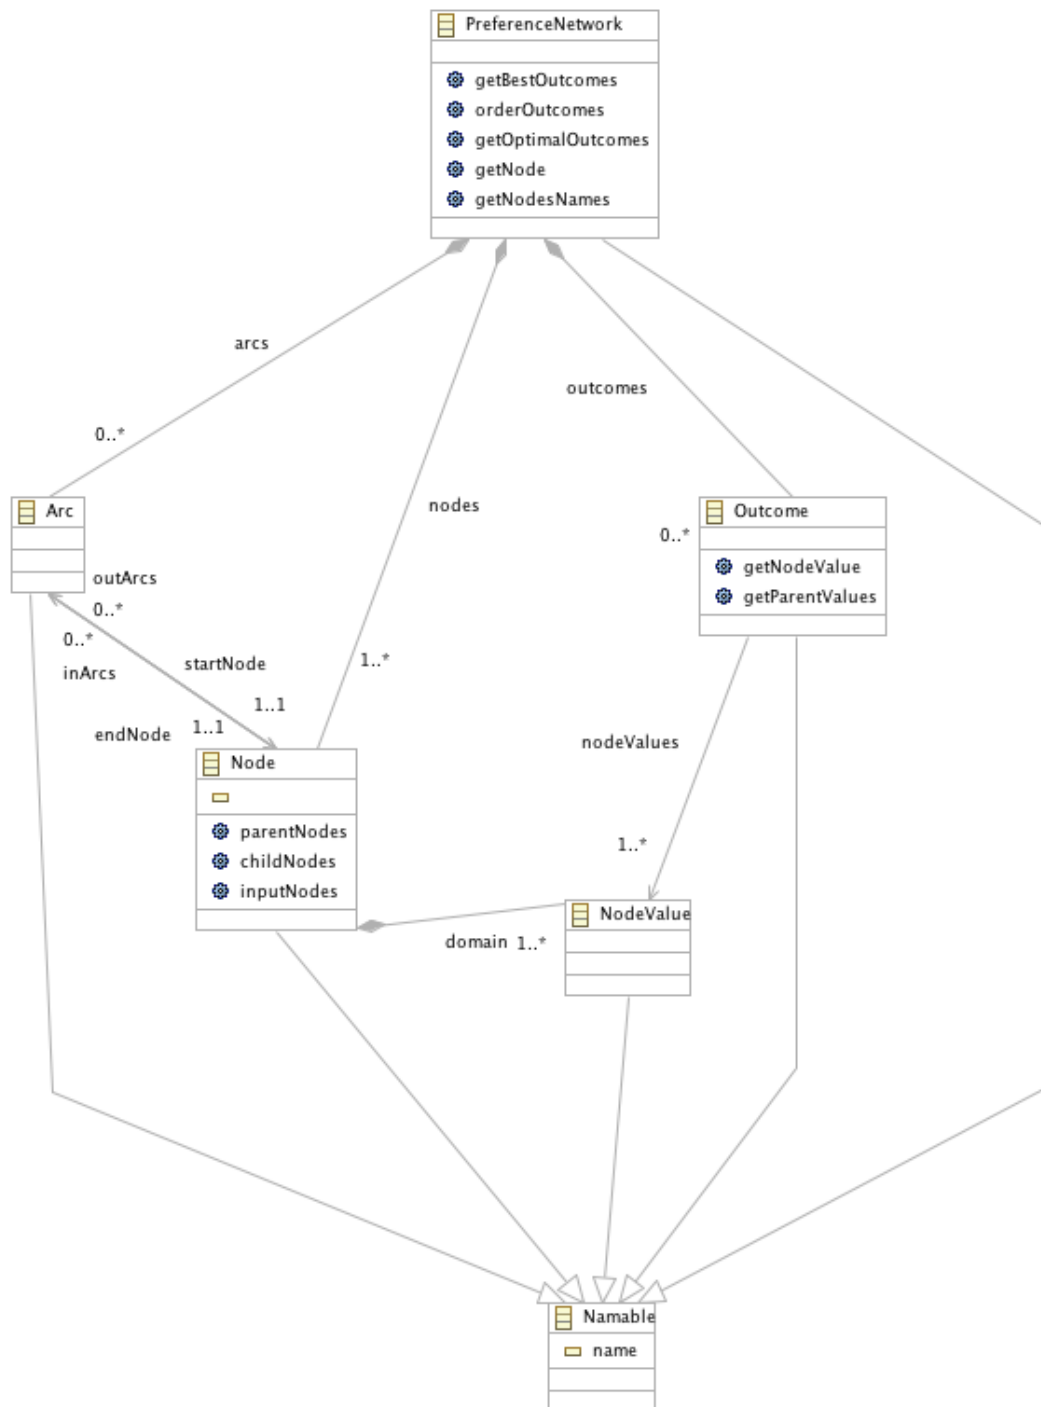 PreferenceNetwork
getBestOutcomes
orderOutcomes
getOptimalOutcomes
getNode
getNodesNames
arcs
outcomes
0..*
nodes
Arc
Outcome
0..*
getNodeValue
getParentValues
outArcs
0..*
0..*
inArcs
startNode
1..*
1..1
1..1
endNode
nodeValues
Node
parentNodes
childNodes
inputNodes
1..*
NodeValue
domain 1..*
Namable
name